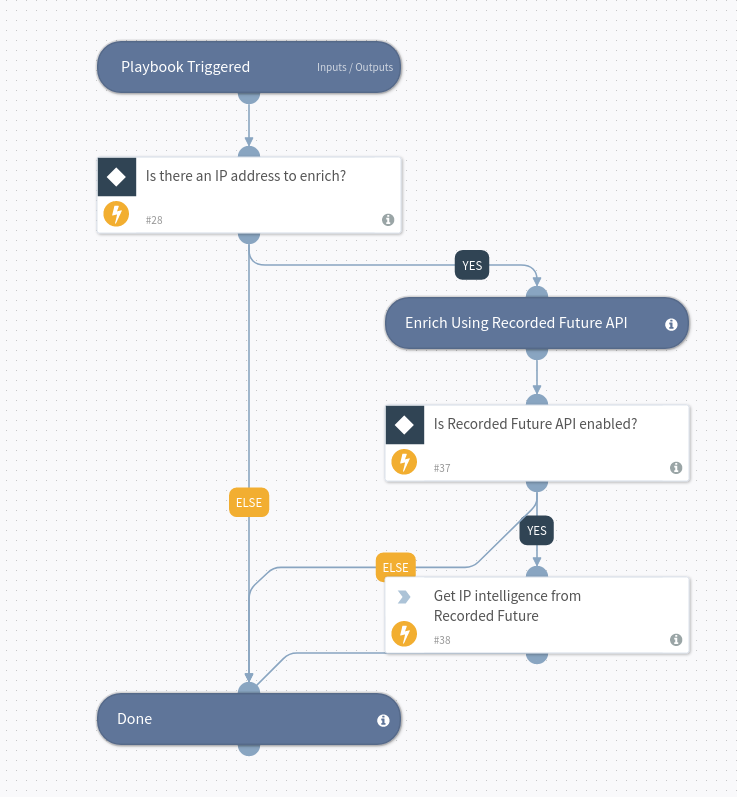 Playbook Triggered
Inputs / Outputs
Is there an IP address to enrich?
#28
YES
Enrich Using Recorded Future API
Is Recorded Future API enabled?
#37
ELSE
YES
ELSE
Get IP intelligence from
Recorded Future
#38
Done